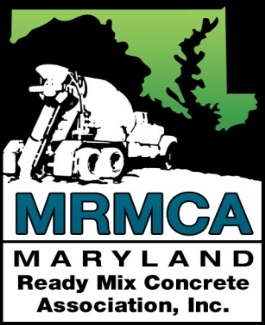 MRMCA
MARYLAND
Ready Mix Concrete
Association, Inc.